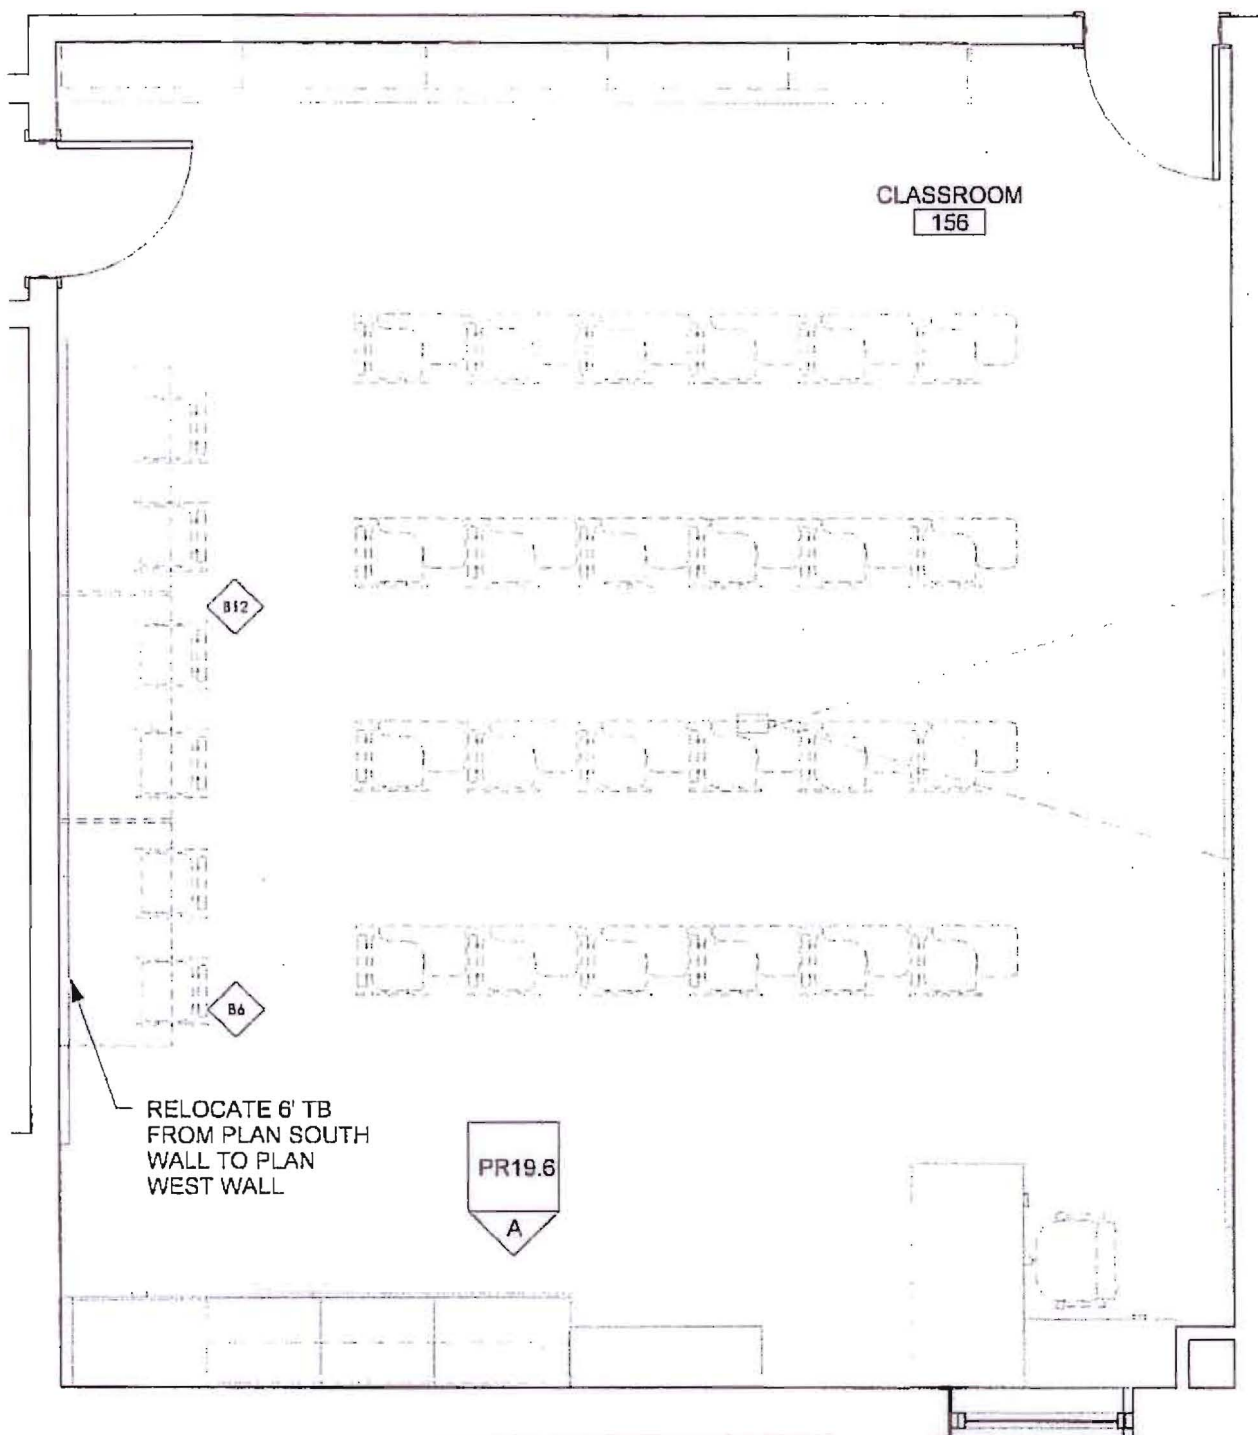 CLASSROOM
156
B12
B6
RELOCATE 6' TB
FROM PLAN SOUTH
WALL TO PLAN
WEST WALL
PR19.6
A